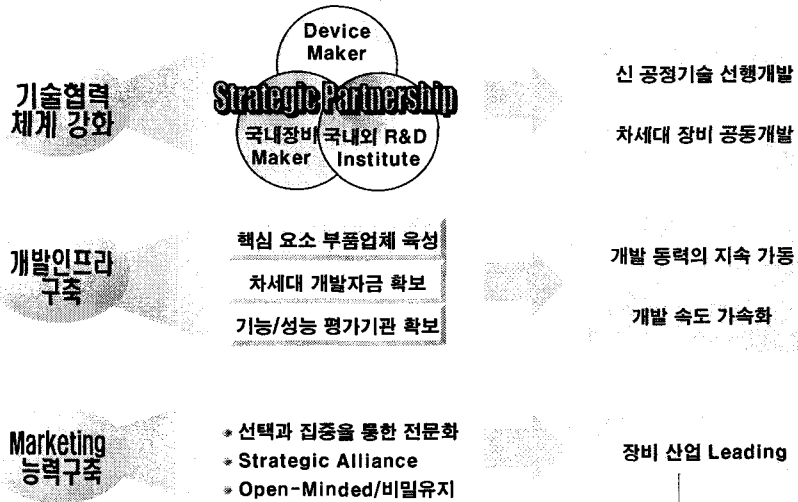 Device
Maker
기술협력
체계 강화
Strategic Partnership
국내장비
Maker
국내외 R&D
Institute
신 공정기술 선행개발
차세대 장비 공동개발
개발인프라
구축
핵심 요소 부품업체 육성
차세대 개발자금 확보
기능/성능 평가기관 확보
개발 동력의 지속 가동
개발 속도 가속화
Marketing
능력구축
선택과 집중을 통한 전문화
Strategic Alliance
Open-Minded/비밀유지
장비 산업 Leading